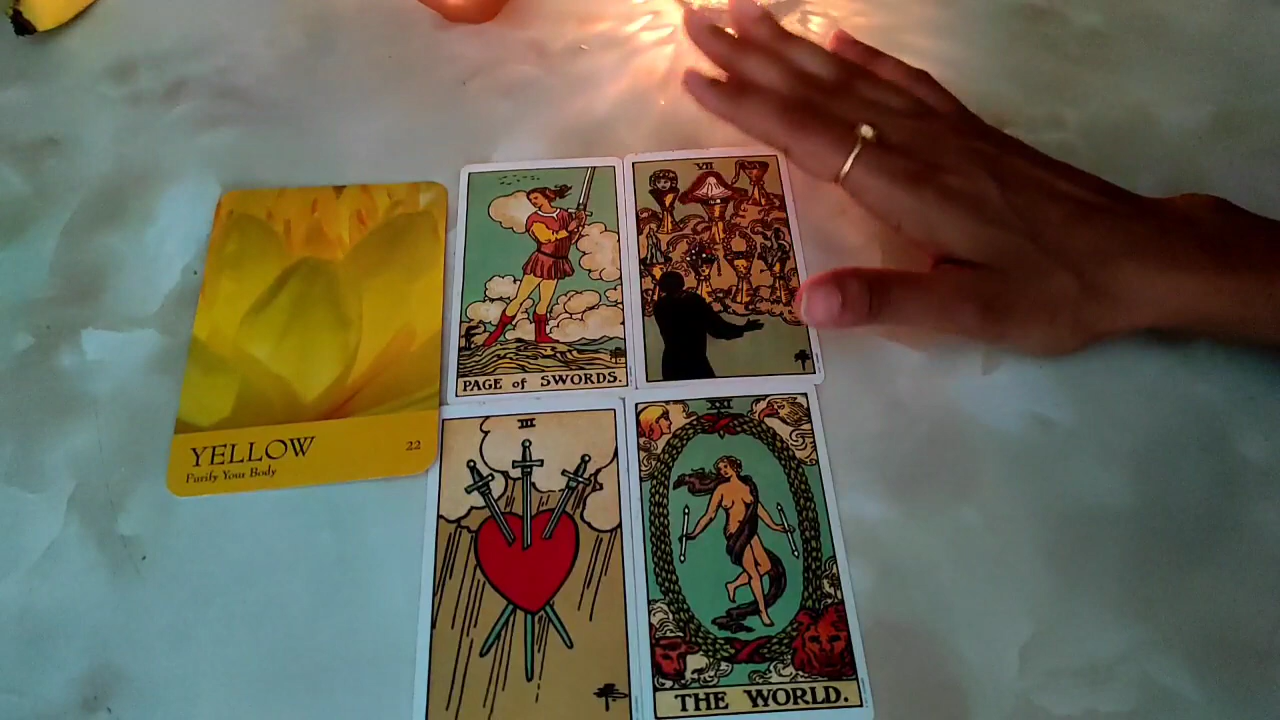 PAGE of SWORDS.
VII
YELLOW
22
Purify Your Body
III
XXI
THE WORLD.